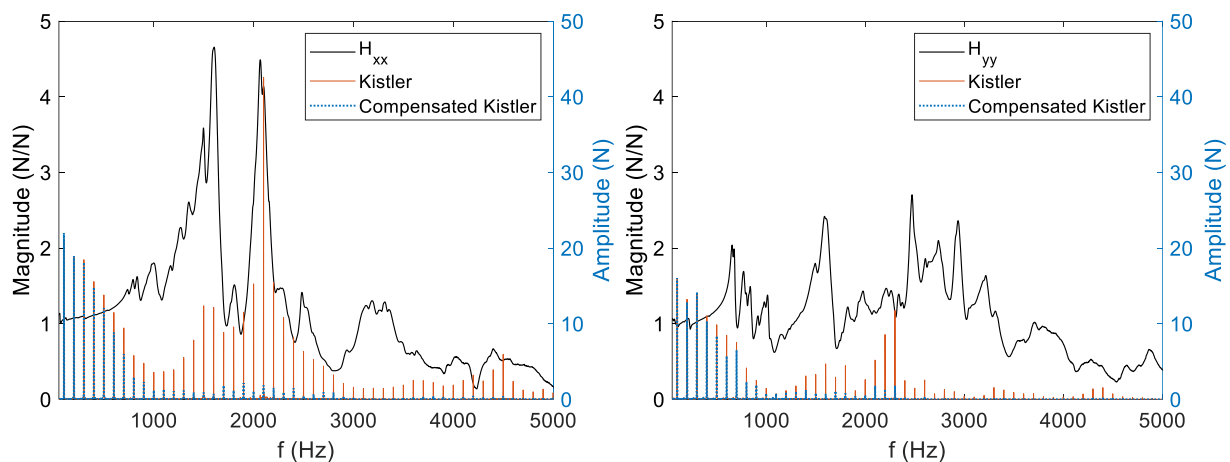 5
4
3
2
1
0
Magnitude (N/N)
1000 2000 3000 4000 5000
f (Hz)
50
40
30
20
10
0
Amplitude (N)
H_xx
Kistler
Compensated Kistler
5
4
3
2
1
0
Magnitude (N/N)
1000 2000 3000 4000 5000
f (Hz)
50
40
30
20
10
0
Amplitude (N)
H_yy
Kistler
Compensated Kistler